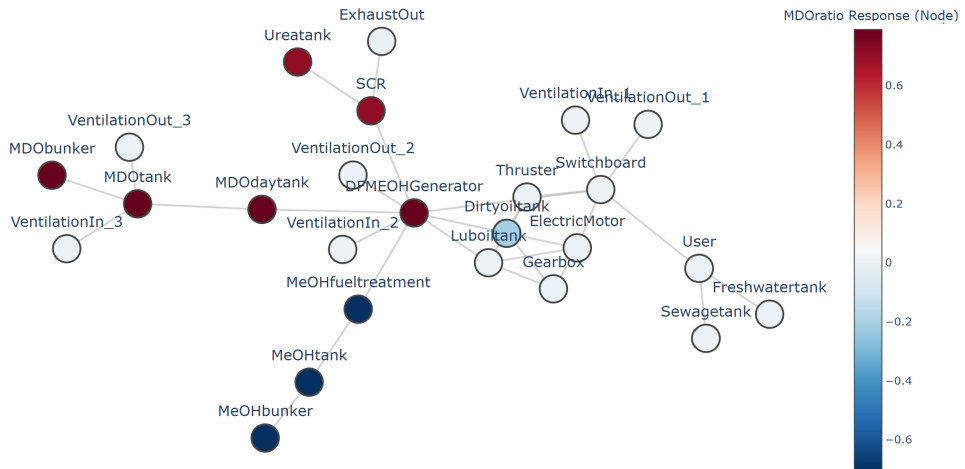 ExhaustOut
MDOratio Response (Node)
Ureatank
SCR
0.6
VentilationIn_1
VentilationOut_1
VentilationOut_3
0.4
MDObunker
VentilationOut_2
Switchboard
MDOtank
Thruster
MDOdaytank
DFMEOHGenerator
0.2
Dirtyoiltank
VentilationIn_3
VentilationIn_2
ElectricMotor
Luboiltank
User
0
Gearbox
MeOHfueltreatment
Freshwatertank
Sewagetank
−0.2
MeOHtank
−0.4
MeOHbunker
−0.6